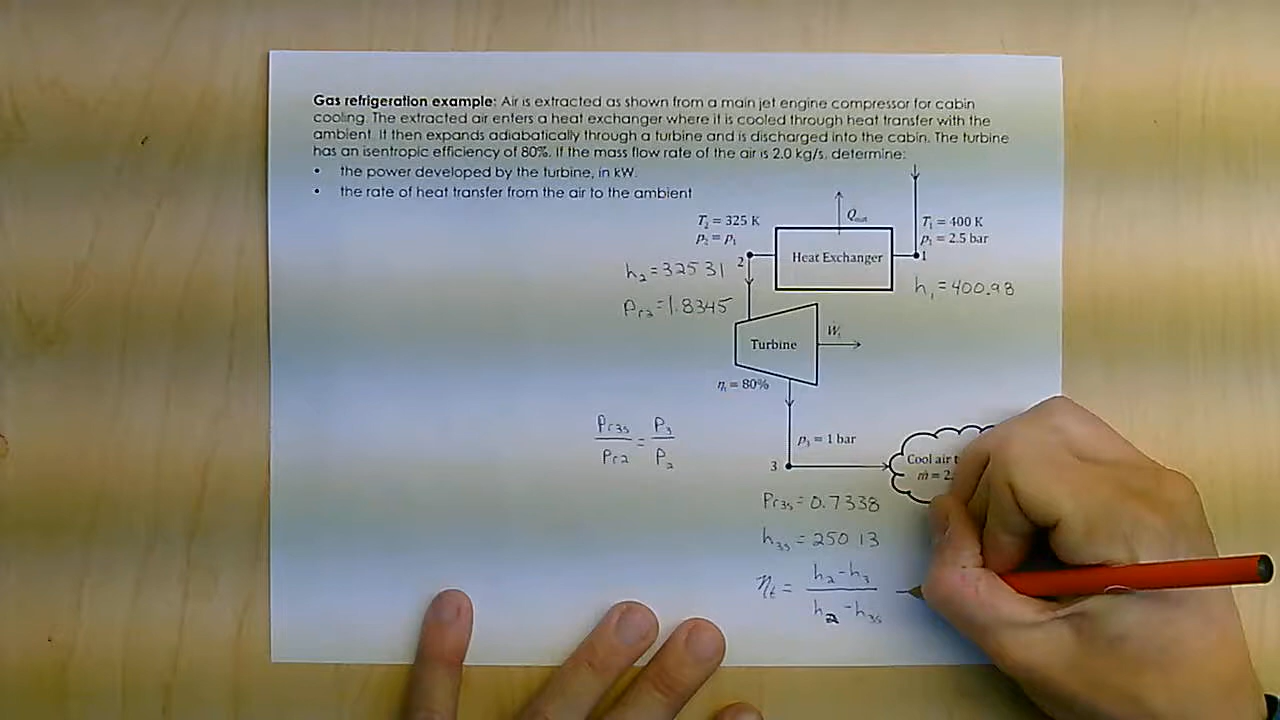 Gas refrigeration example: Air is extracted as shown from a main jet engine compressor for cabin
cooling. The extracted air enters a heat exchanger where it is cooled through heat transfer with the
ambient. It then expands adiabatically through a turbine and is discharged into the cabin. The turbine
has an isentropic efficiency of 80%. If the mass flow rate of the air is 2.0 kg/s, determine:
• the power developed by the turbine, in kW.
• the rate of heat transfer from the air to the ambient
T₂ = 325 K
p₂ = p₁
Q̇out
T₁ = 400 K
p₁ = 2.5 bar
Heat Exchanger
2
1
h₂ = 325 31
h₁ = 400.98
Pr2 = 1.8345
Turbine
Ẇt
ηt = 80%
Pr3s/Pr2 = P₃/P₂
p₃ = 1 bar
3
Cool air t
ṁ = 2.
Pr3s = 0.7338
h3s = 250 13
ηt = (h₂ - h₃)/(h₂ - h3s)